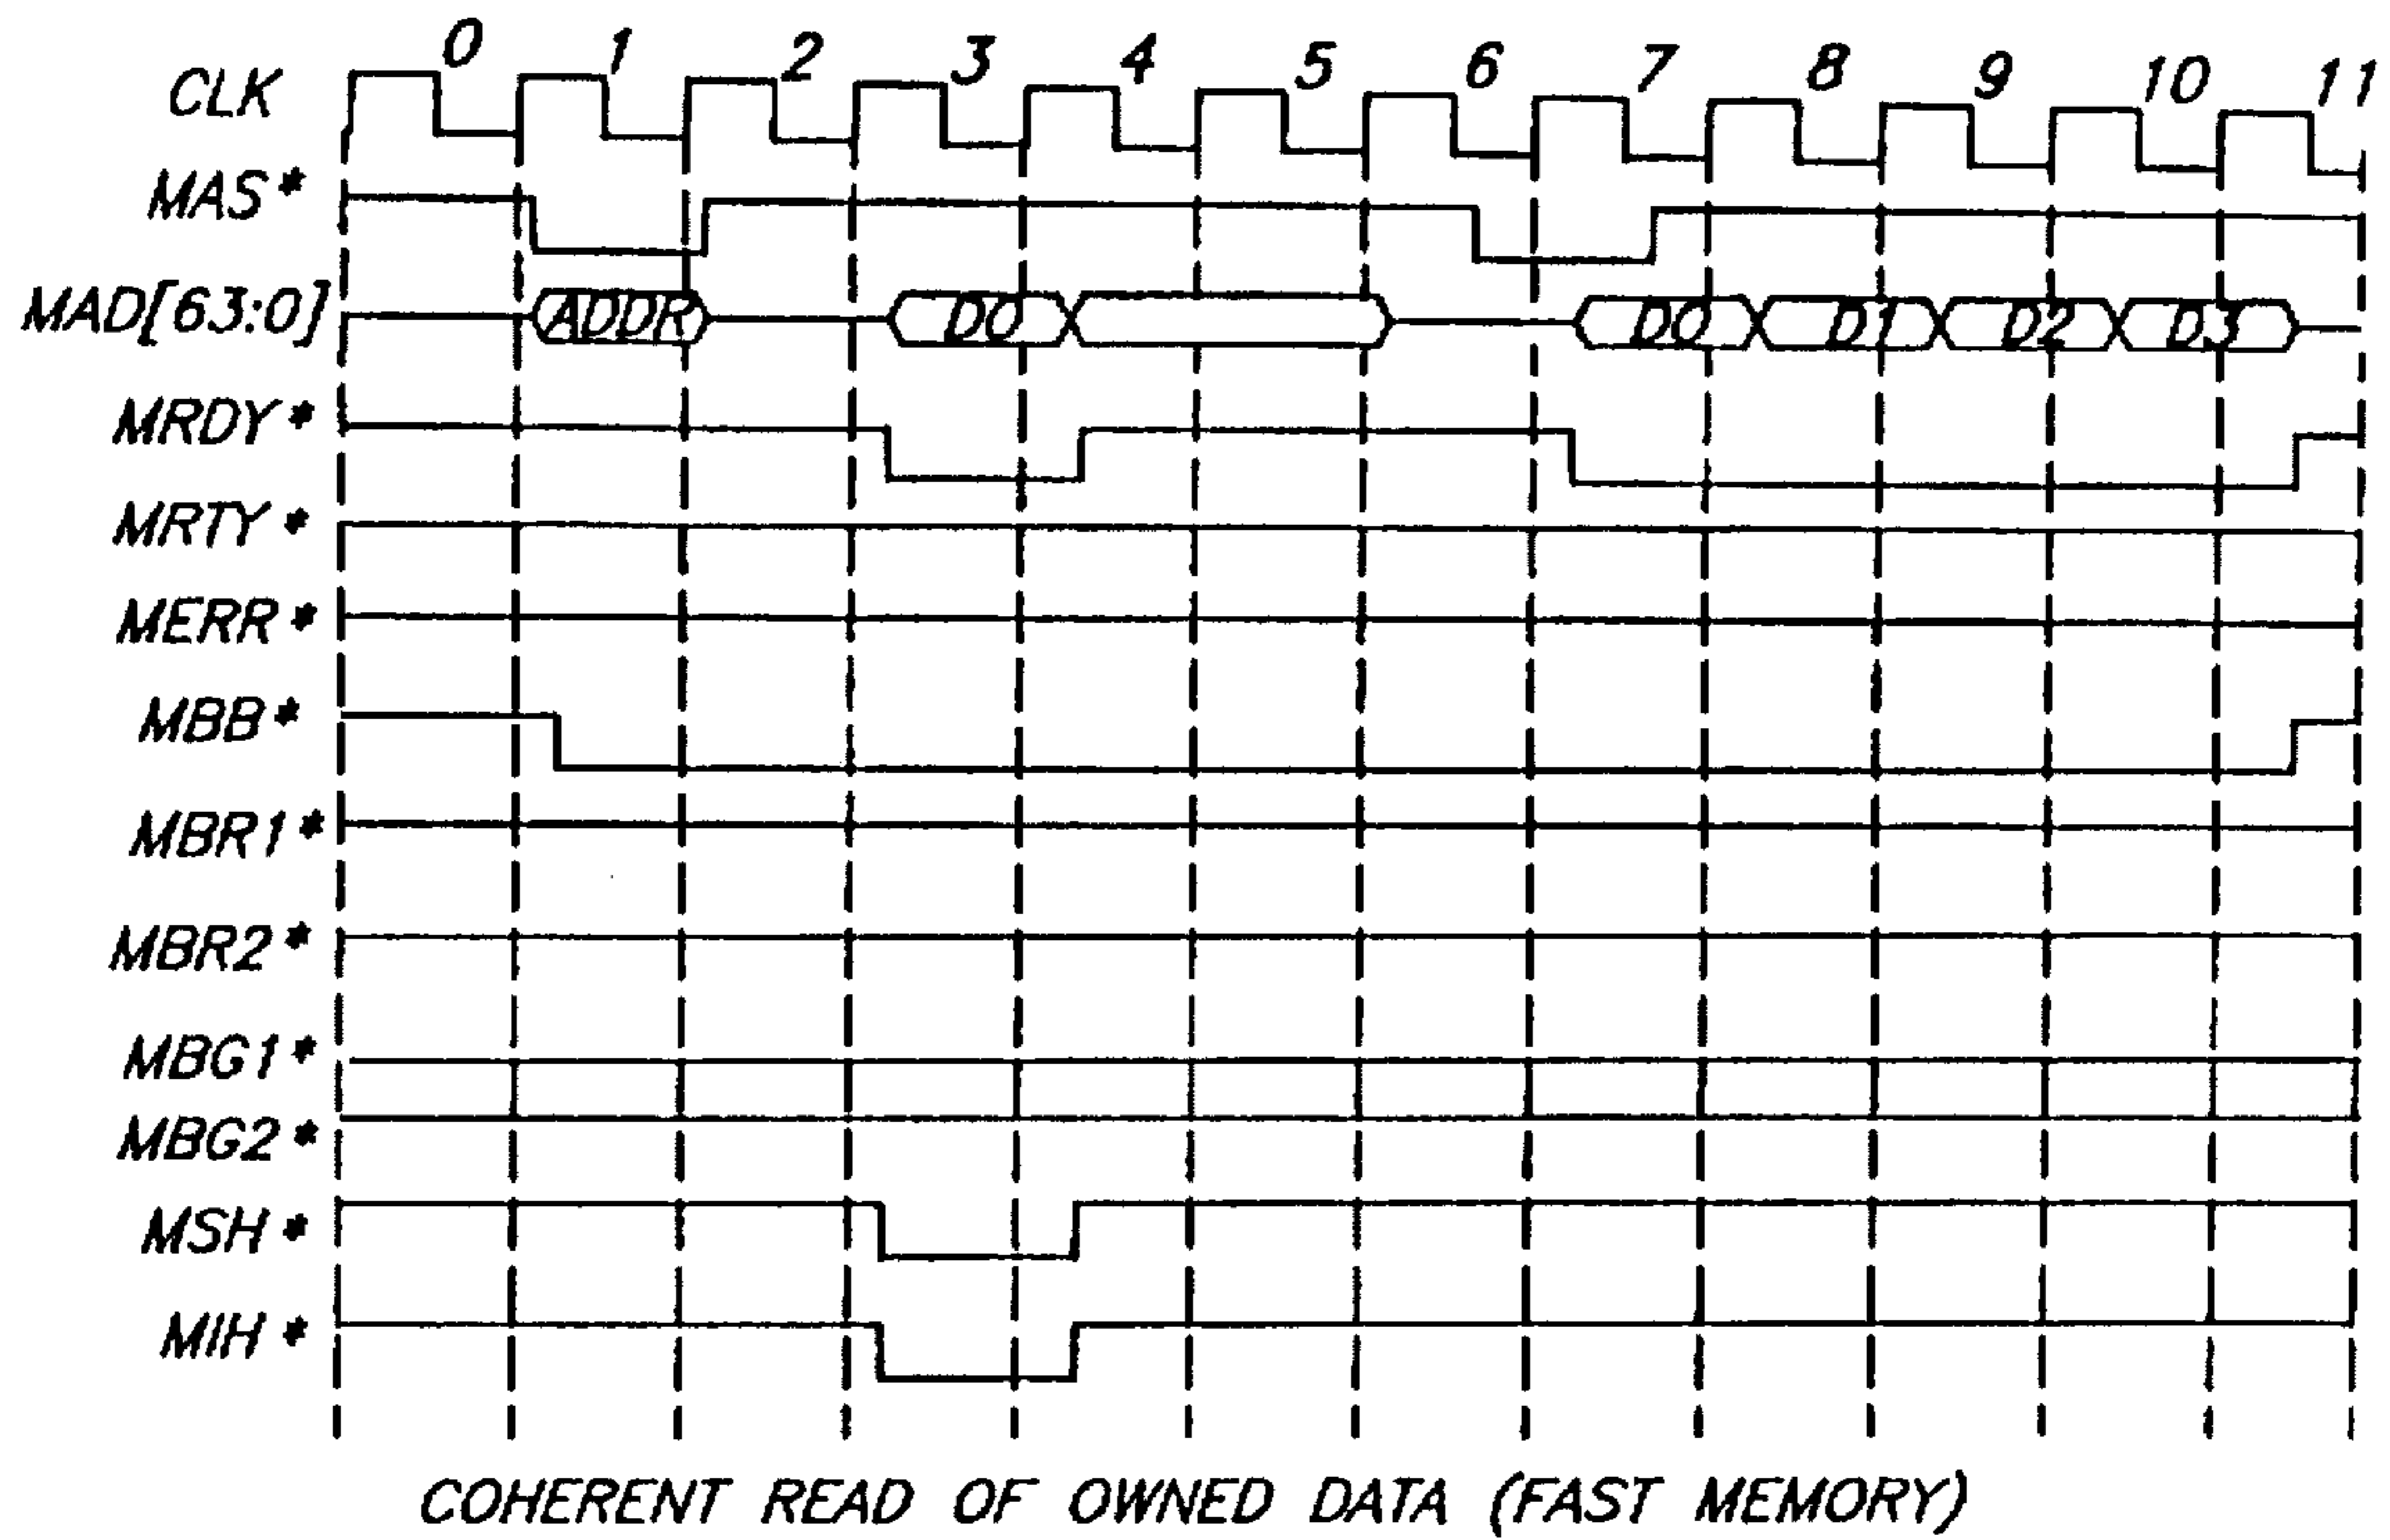 0 1 2 3 4 5 6 7 8 9 10 11
CLK
MAS*
MAD[63:0] ADDR D0 D0 D1 D2 D3
MRDY*
MRTY*
MERR*
MBB*
MBR1*
MBR2*
MBG1*
MBG2*
MSH*
MIH*
COHERENT READ OF OWNED DATA (FAST MEMORY)